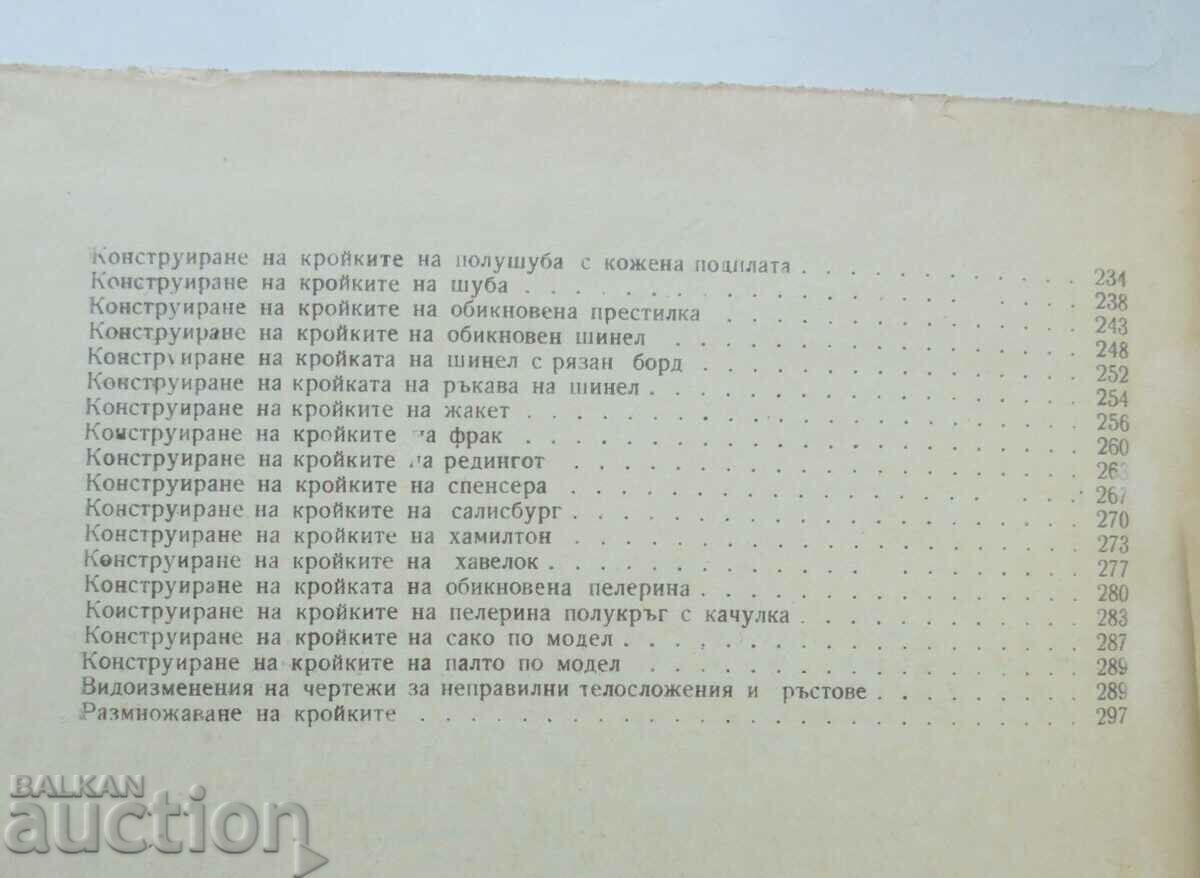 Конструиране на кройките на полушуба с кожена подплата . . . . . . . . . . 234
Конструиране на кройките на шуба . . . . . . . . . . . . . . . . . . . 238
Конструиране на кройките на обикновена престилка . . . . . . . . . . . . . 243
Конструиране на кройките на обикновен шинел . . . . . . . . . . . . . . 248
Конструиране на кройката на шинел с рязан борд . . . . . . . . . . . . . . 252
Конструиране на кройката на ръкава на шинел . . . . . . . . . . . . . . . 254
Конструиране на кройките на жакет . . . . . . . . . . . . . . . . . . . 256
Конструиране на кройките на фрак . . . . . . . . . . . . . . . . . . . 260
Конструиране на кройките на редингот . . . . . . . . . . . . . . . . . . 263
Конструиране на кройките на спенсера . . . . . . . . . . . . . . . . . . 267
Конструиране на кройките на салисбург . . . . . . . . . . . . . . . . . . 270
Конструиране на кройките на хамилтон . . . . . . . . . . . . . . . . . . 273
Конструиране на кройките на хавелок . . . . . . . . . . . . . . . . . . 277
Конструиране на кройката на обикновена пелерина . . . . . . . . . . . . . . 280
Конструиране на кройките на пелерина полукръг с качулка . . . . . . . . . . 283
Конструиране на кройките на сако по модел . . . . . . . . . . . . . . . . 287
Конструиране на кройките на палто по модел . . . . . . . . . . . . . . . 289
Видоизменения на чертежи за неправилни телосложения и ръстове . . . . . . . . 289
Размножаване на кройките . . . . . . . . . . . . . . . . . . . . . . 297
BALKAN
auction